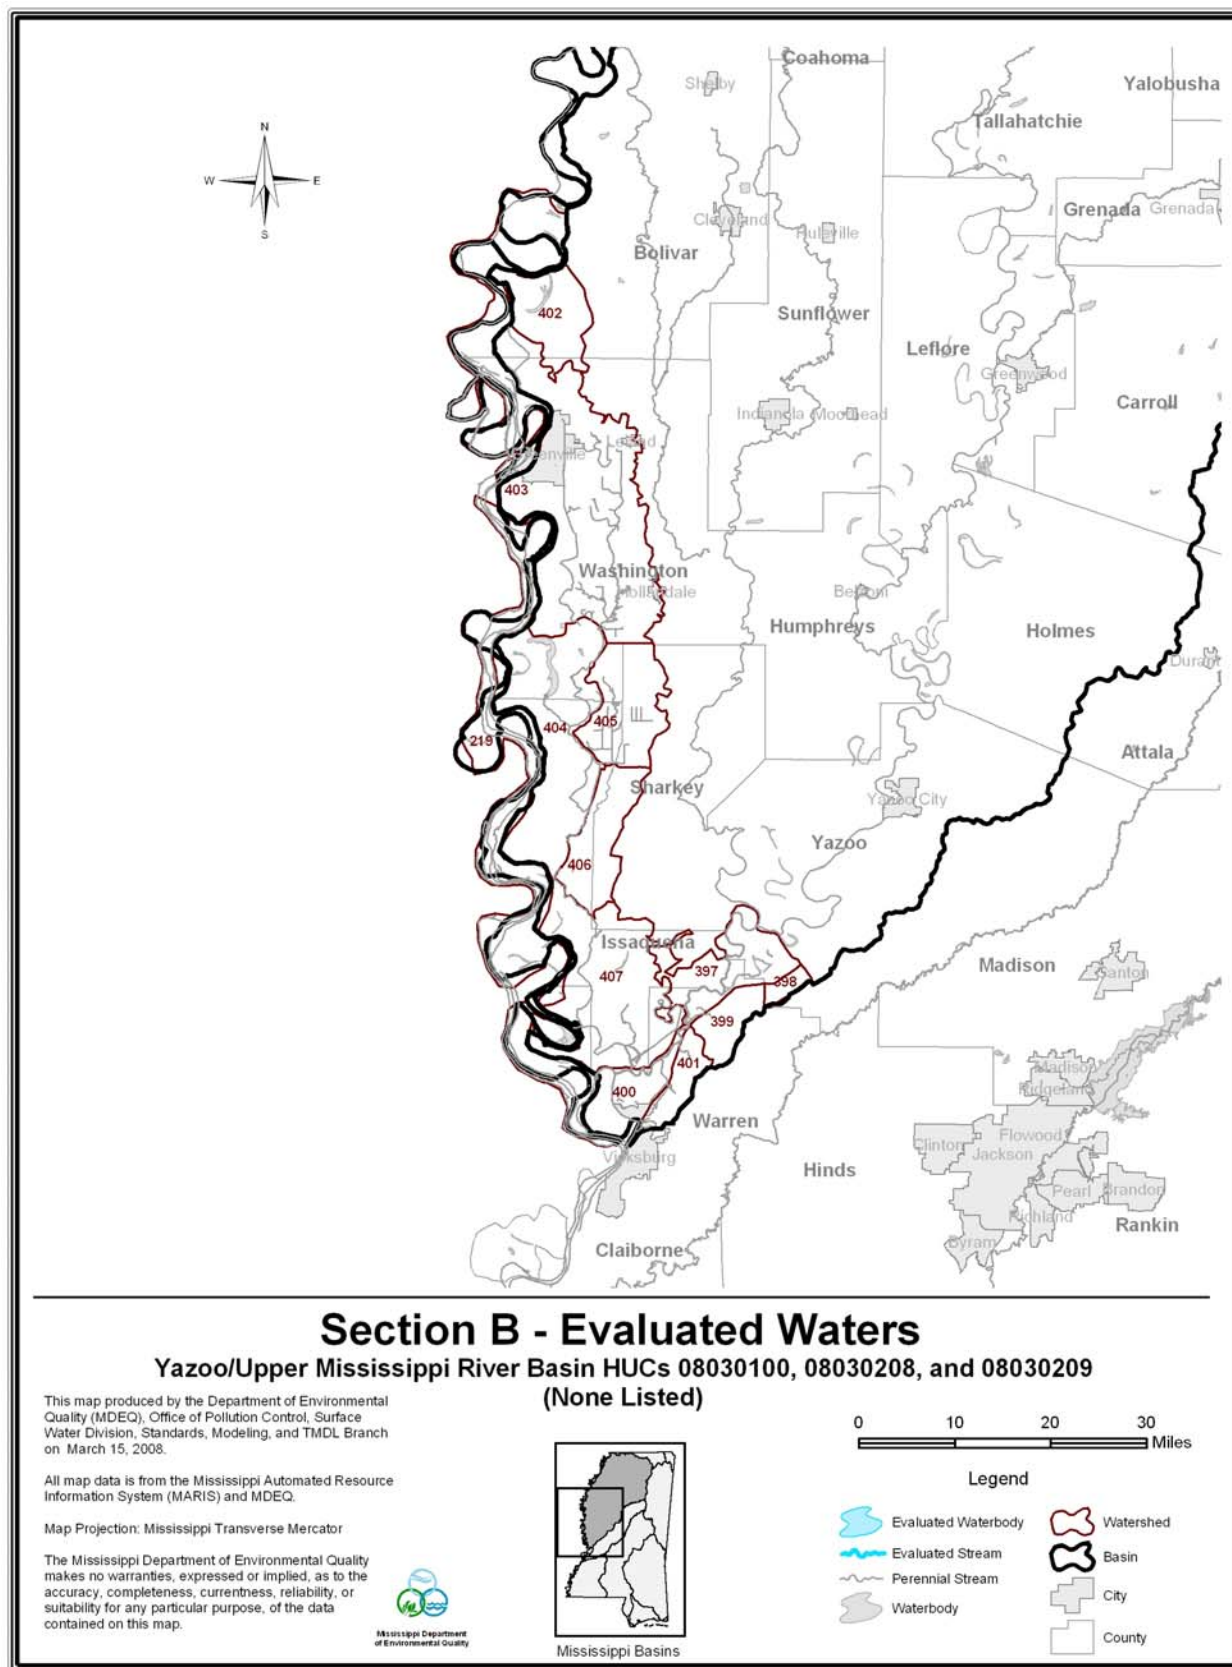 Coahoma
Shelby
Yalobusha
Tallahatchie
N
W E
S
Cleveland
Ruleville
Grenada Grenada
Bolivar
402
Sunflower
Leflore
Greenwood
Carroll
Indianola Moorhead
Leland
Greenville
403
Washington
Hollandale
Belzoni
Humphreys
Holmes
Durant
404 405
219
Attala
Sharkey
Yazoo City
Yazoo
406
Issaquena
407 397 398
Madison
Canton
399
401
400
Madison
Ridgeland
Warren
Flowood
Clinton
Jackson
Vicksburg
Hinds
Pearl Brandon
Richland
Rankin
Byram
Claiborne
Section B - Evaluated Waters
Yazoo/Upper Mississippi River Basin HUCs 08030100, 08030208, and 08030209
(None Listed)
This map produced by the Department of Environmental
Quality (MDEQ), Office of Pollution Control, Surface
Water Division, Standards, Modeling, and TMDL Branch
on March 15, 2008.
All map data is from the Mississippi Automated Resource
Information System (MARIS) and MDEQ.
Map Projection: Mississippi Transverse Mercator
The Mississippi Department of Environmental Quality
makes no warranties, expressed or implied, as to the
accuracy, completeness, currentness, reliability, or
suitability for any particular purpose, of the data
contained on this map.
Mississippi Department
of Environmental Quality
Mississippi Basins
0 10 20 30
Miles
Legend
Evaluated Waterbody
Evaluated Stream
Perennial Stream
Waterbody
Watershed
Basin
City
County